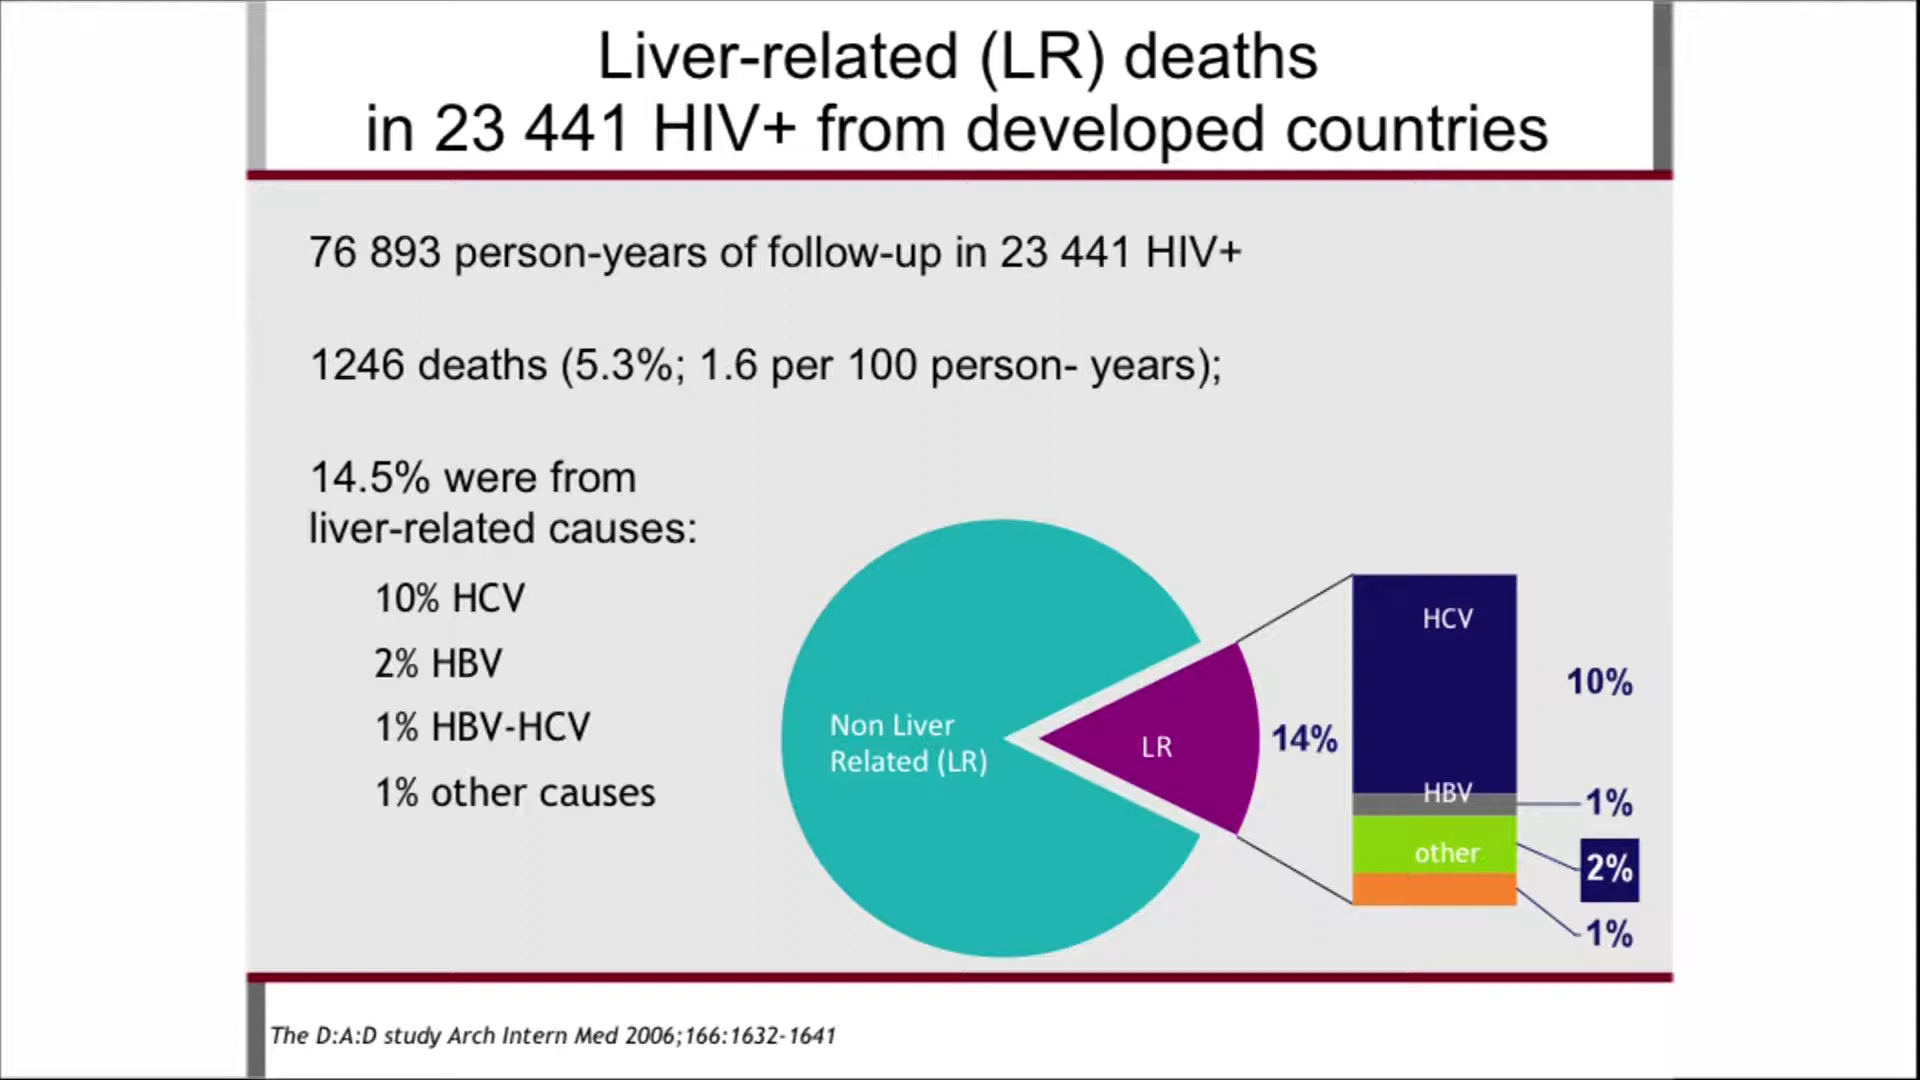 Liver-related (LR) deaths
in 23 441 HIV+ from developed countries
76 893 person-years of follow-up in 23 441 HIV+
1246 deaths (5.3%; 1.6 per 100 person- years);
14.5% were from
liver-related causes:
10% HCV
2% HBV
1% HBV-HCV
1% other causes
Non Liver
Related (LR)
LR
14%
HCV
10%
HBV
1%
other
2%
1%
The D:A:D study Arch Intern Med 2006;166:1632-1641